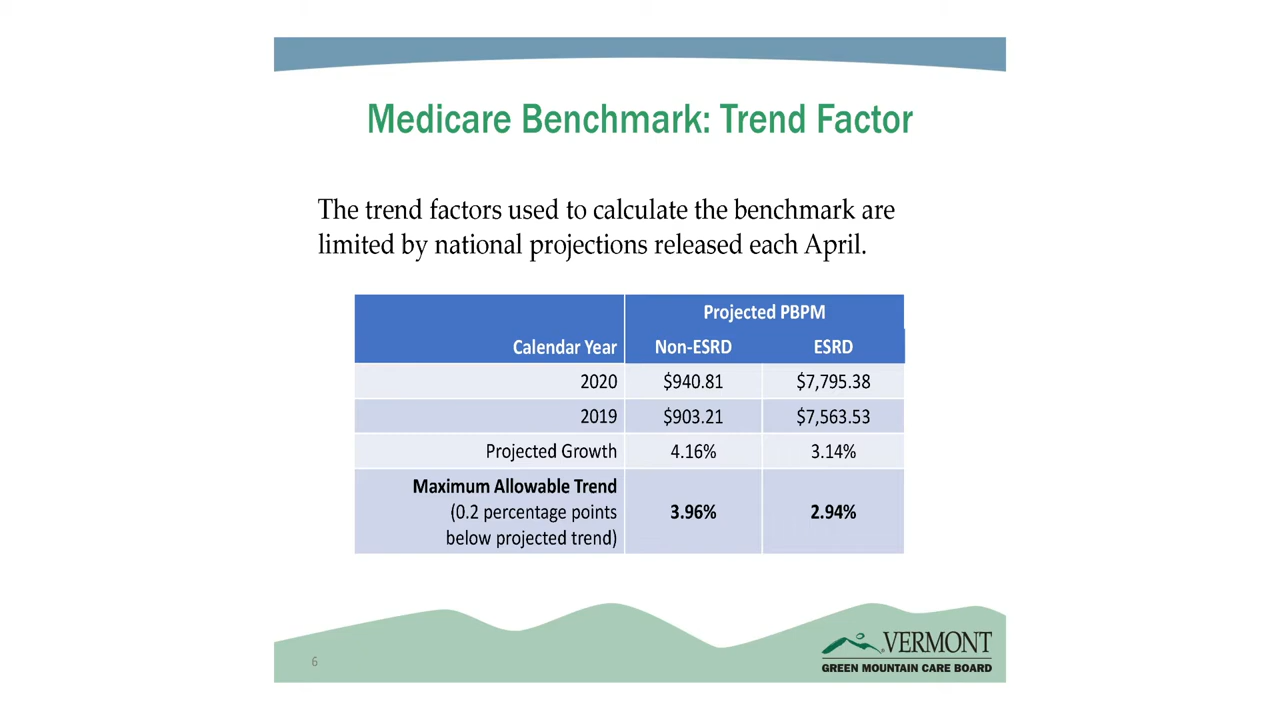 Medicare Benchmark: Trend Factor
The trend factors used to calculate the benchmark are
limited by national projections released each April.
Projected PBPM
Calendar Year Non-ESRD ESRD
2020 $940.81 $7,795.38
2019 $903.21 $7,563.53
Projected Growth 4.16% 3.14%
Maximum Allowable Trend
(0.2 percentage points 3.96% 2.94%
below projected trend)
6
VERMONT
GREEN MOUNTAIN CARE BOARD